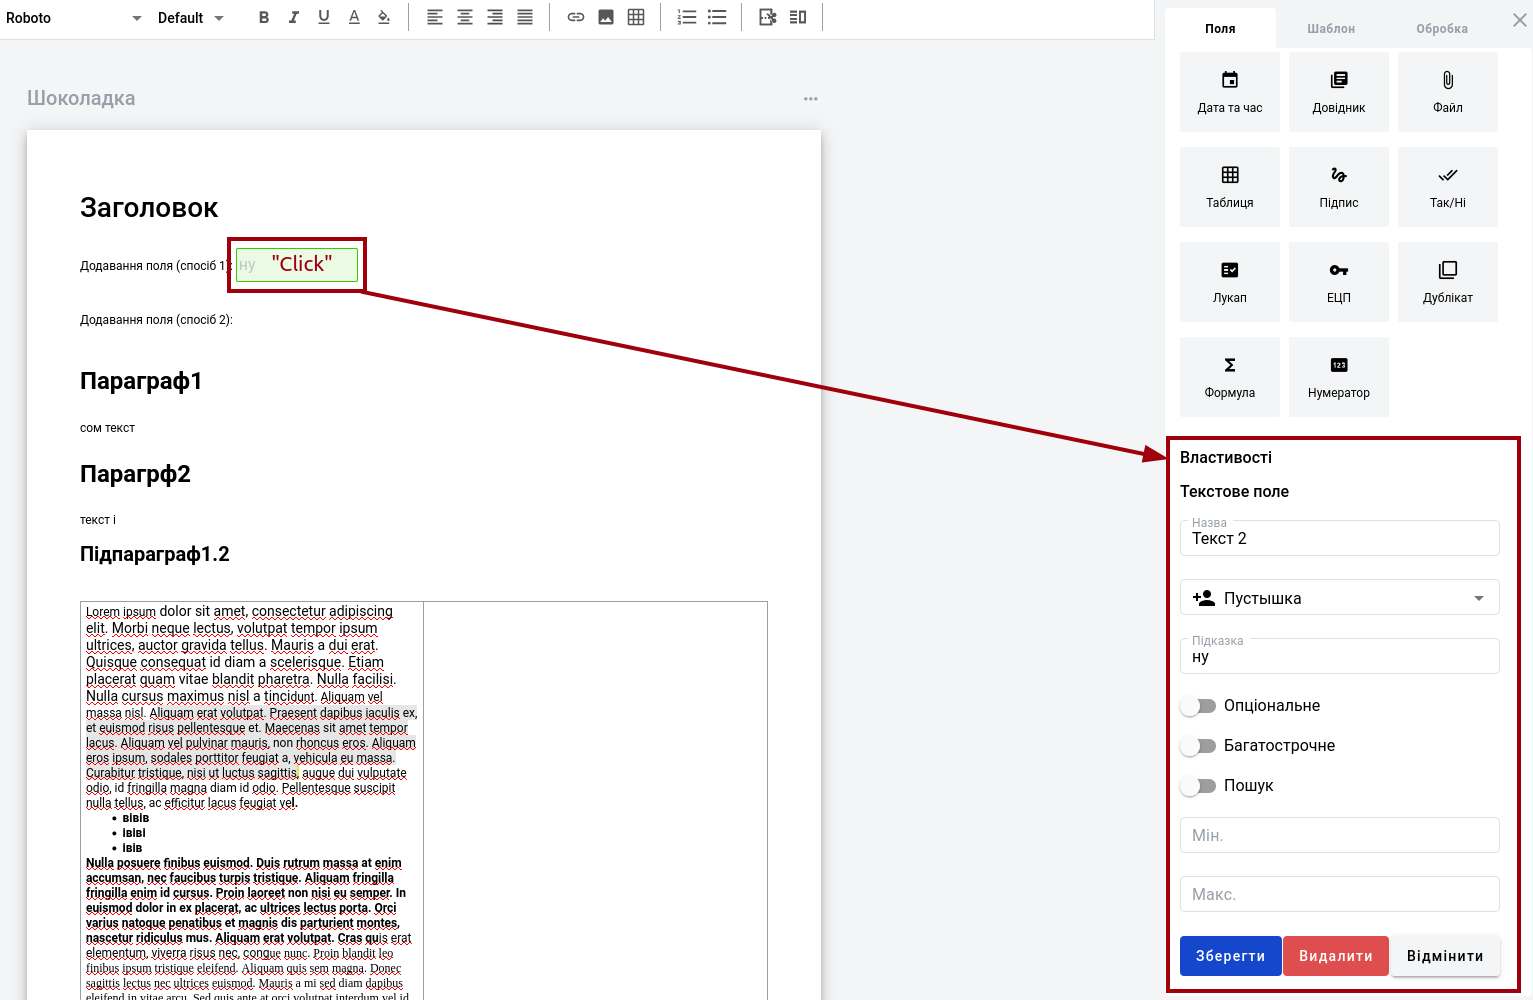 Roboto Default
Поля Шаблон Обробка
Шоколадка
Заголовок
Додавання поля (спосіб 1): ну "Click"
Додавання поля (спосіб 2):
Параграф1
сом текст
Парагрф2
текст і
Підпараграф1.2
Lorem ipsum dolor sit amet, consectetur adipiscing
elit. Morbi neque lectus, volutpat tempor ipsum
ultrices, auctor gravida tellus. Mauris a dui erat.
Quisque consequat id diam a scelerisque. Etiam
placerat quam vitae blandit pharetra. Nulla facilisi.
Nulla cursus maximus nisl a tincidunt. Aliquam vel
massa nisl. Aliquam erat volutpat. Praesent dapibus iaculis ex,
et euismod risus pellentesque et. Maecenas sit amet tempor
lacus. Aliquam vel pulvinar mauris, non rhoncus eros. Aliquam
eros ipsum, sodales porttitor feugiat a, vehicula eu massa.
Curabitur tristique, nisi ut luctus sagittis, augue dui vulputate
odio, id fringilla magna diam id odio. Pellentesque suscipit
nulla tellus, ac efficitur lacus feugiat vel.
• вівів
• івіві
• івів
Nulla posuere finibus euismod. Duis rutrum massa at enim
accumsan, nec faucibus turpis tristique. Aliquam fringilla
fringilla enim id cursus. Proin laoreet non nisi eu semper. In
euismod dolor in ex placerat, ac ultrices lectus porta. Orci
varius natoque penatibus et magnis dis parturient montes,
nascetur ridiculus mus. Aliquam erat volutpat. Cras quis erat
elementum, viverra risus nec, congue nunc. Proin blandit leo
finibus ipsum tristique eleifend. Aliquam quis sem magna. Donec
sagittis lectus nec ultrices euismod. Mauris a mi sed diam dapibus
eleifend in vitae arcu. Sed quis ante at orci volutpat interdum vel id
Дата та час Довідник Файл
Таблиця Підпис Так/Ні
Лукап ЕЦП Дублікат
123
Формула Нумератор
Властивості
Текстове поле
Назва
Текст 2
Пустышка
Підказка
ну
Опціональне
Багатострочне
Пошук
Мін.
Макс.
Зберегти Видалити Відмінити